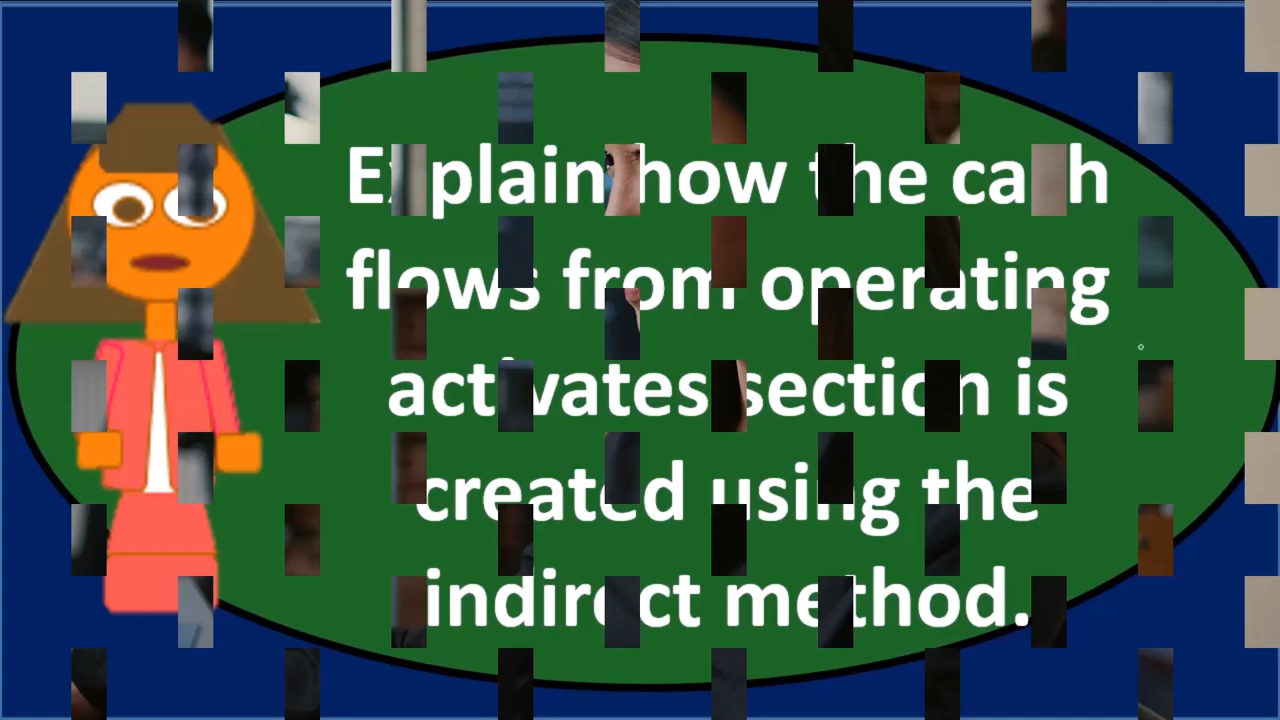 Explain how the cash
flows from operating
activates section is
created using the
indirect method.